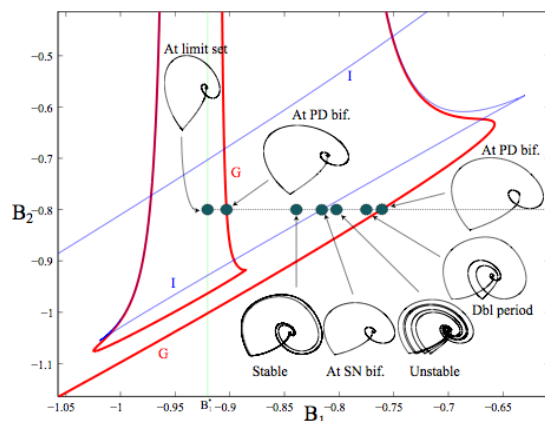 At limit set
At PD bif.
At PD bif.
Dbl period
Stable
At SN bif.
Unstable
I
I
G
G
B2
B1
B1*
-0.5
-0.6
-0.7
-0.8
-0.9
-1
-1.1
-1.05
-1
-0.95
-0.9
-0.85
-0.8
-0.75
-0.7
-0.65